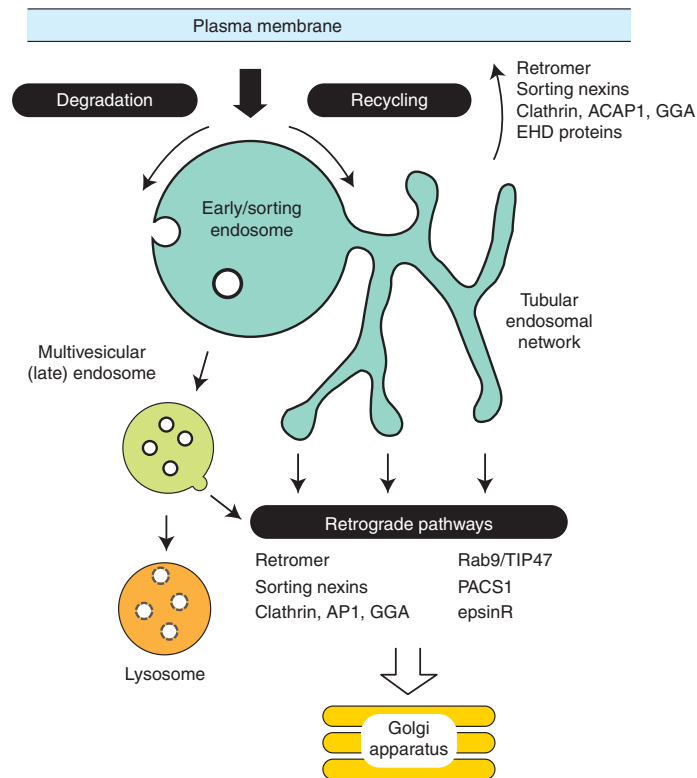 Plasma membrane
Degradation
Recycling
Retromer
Sorting nexins
Clathrin, ACAP1, GGA
EHD proteins
Early/sorting
endosome
Tubular
endosomal
network
Multivesicular
(late) endosome
Retrograde pathways
Retromer
Sorting nexins
Clathrin, AP1, GGA
Rab9/TIP47
PACS1
epsinR
Lysosome
Golgi
apparatus